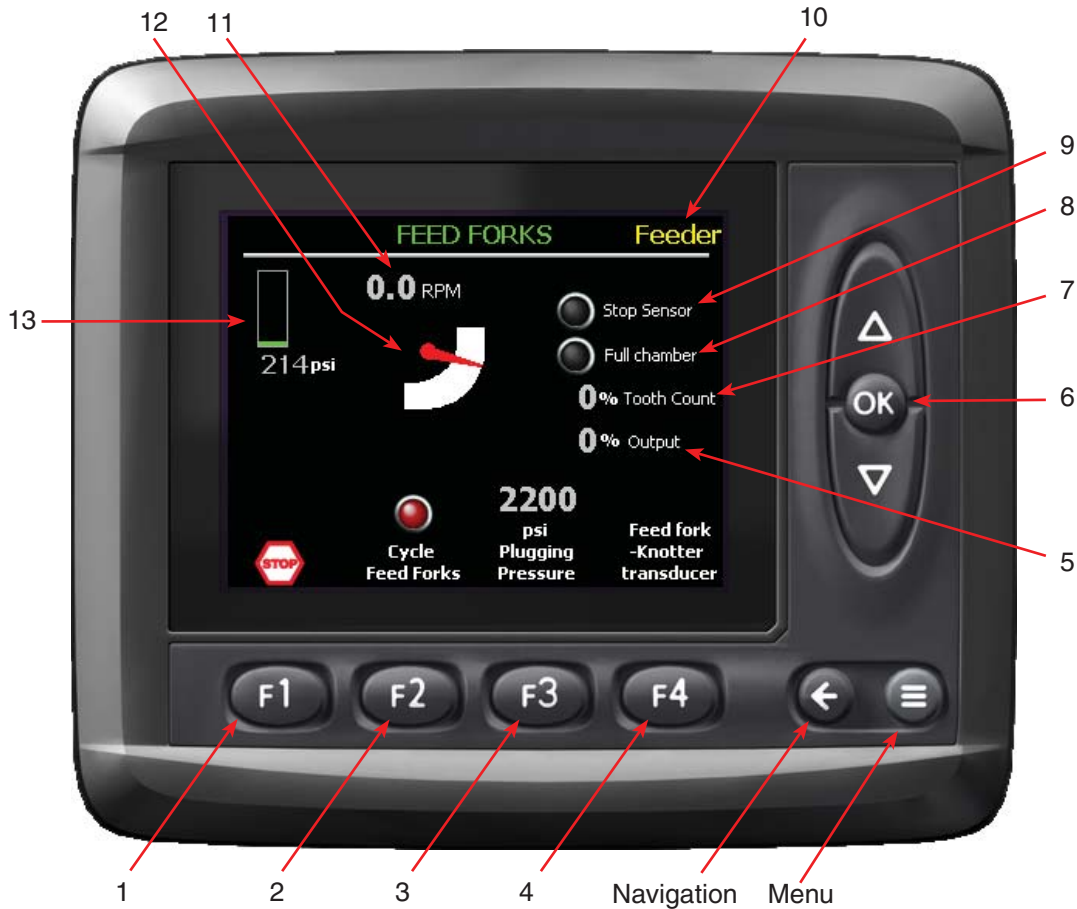 12
11
10
9
8
7
6
5
13
FEED FORKS
Feeder
0.0 RPM
214psi
Stop Sensor
Full chamber
0% Tooth Count
0% Output
STOP
Cycle
Feed Forks
2200
psi
Plugging
Pressure
Feed fork
-Knotter
transducer
OK
F1
F2
F3
F4
1
2
3
4
Navigation
Menu